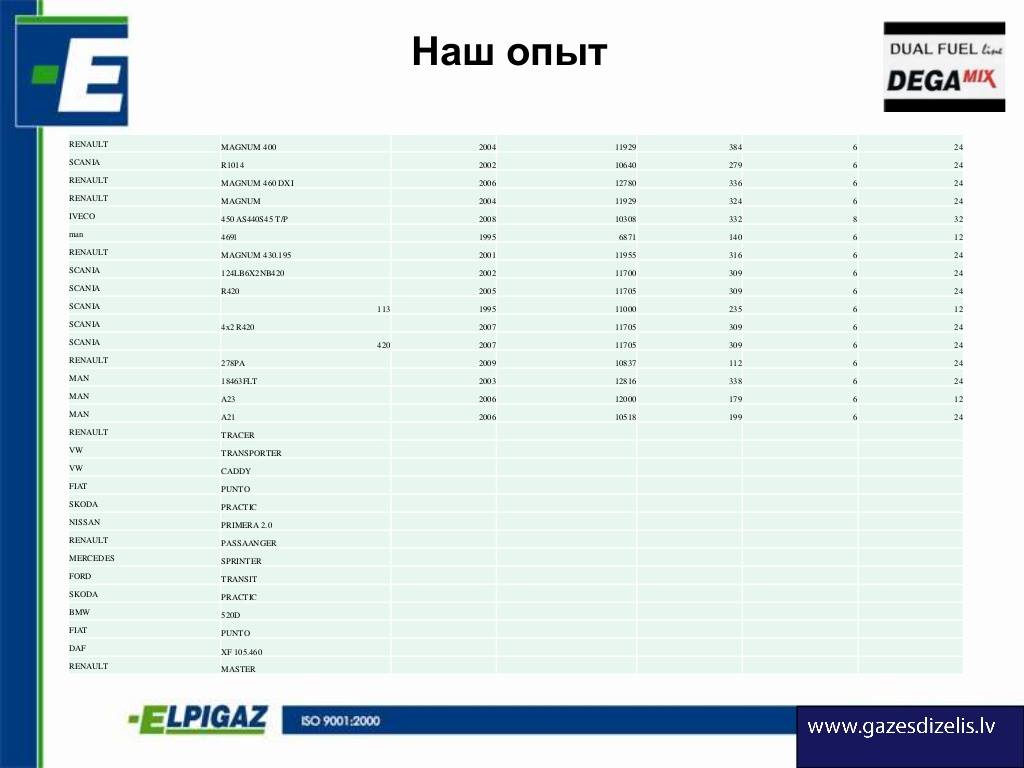 Наш опыт
E
DUAL FUEL line
DEGAMIX
RENAULT MAGNUM 400 2004 11929 384 6 24
SCANIA R1014 2002 10640 279 6 24
RENAULT MAGNUM 460 DXI 2006 12780 336 6 24
RENAULT MAGNUM 2004 11929 324 6 24
IVECO 450 AS440S45 T/P 2008 10308 332 8 32
man 469l 1995 6871 140 6 12
RENAULT MAGNUM 430.195 2001 11955 316 6 24
SCANIA 124LB6X2NB420 2002 11700 309 6 24
SCANIA R420 2005 11705 309 6 24
SCANIA 113 1995 11000 235 6 12
SCANIA 4x2 R420 2007 11705 309 6 24
SCANIA 420 2007 11705 309 6 24
RENAULT 278PA 2009 10837 112 6 24
MAN 18463FLT 2003 12816 338 6 24
MAN A23 2006 12000 179 6 12
MAN A21 2006 10518 199 6 24
RENAULT TRACER
VW TRANSPORTER
VW CADDY
FIAT PUNTO
SKODA PRACTIC
NISSAN PRIMERA 2.0
RENAULT PASSAANGER
MERCEDES SPRINTER
FORD TRANSIT
SKODA PRACTIC
BMW 520D
FIAT PUNTO
DAF XF 105.460
RENAULT MASTER
ELPIGAZ ISO 9001:2000
www.gazesdizelis.lv